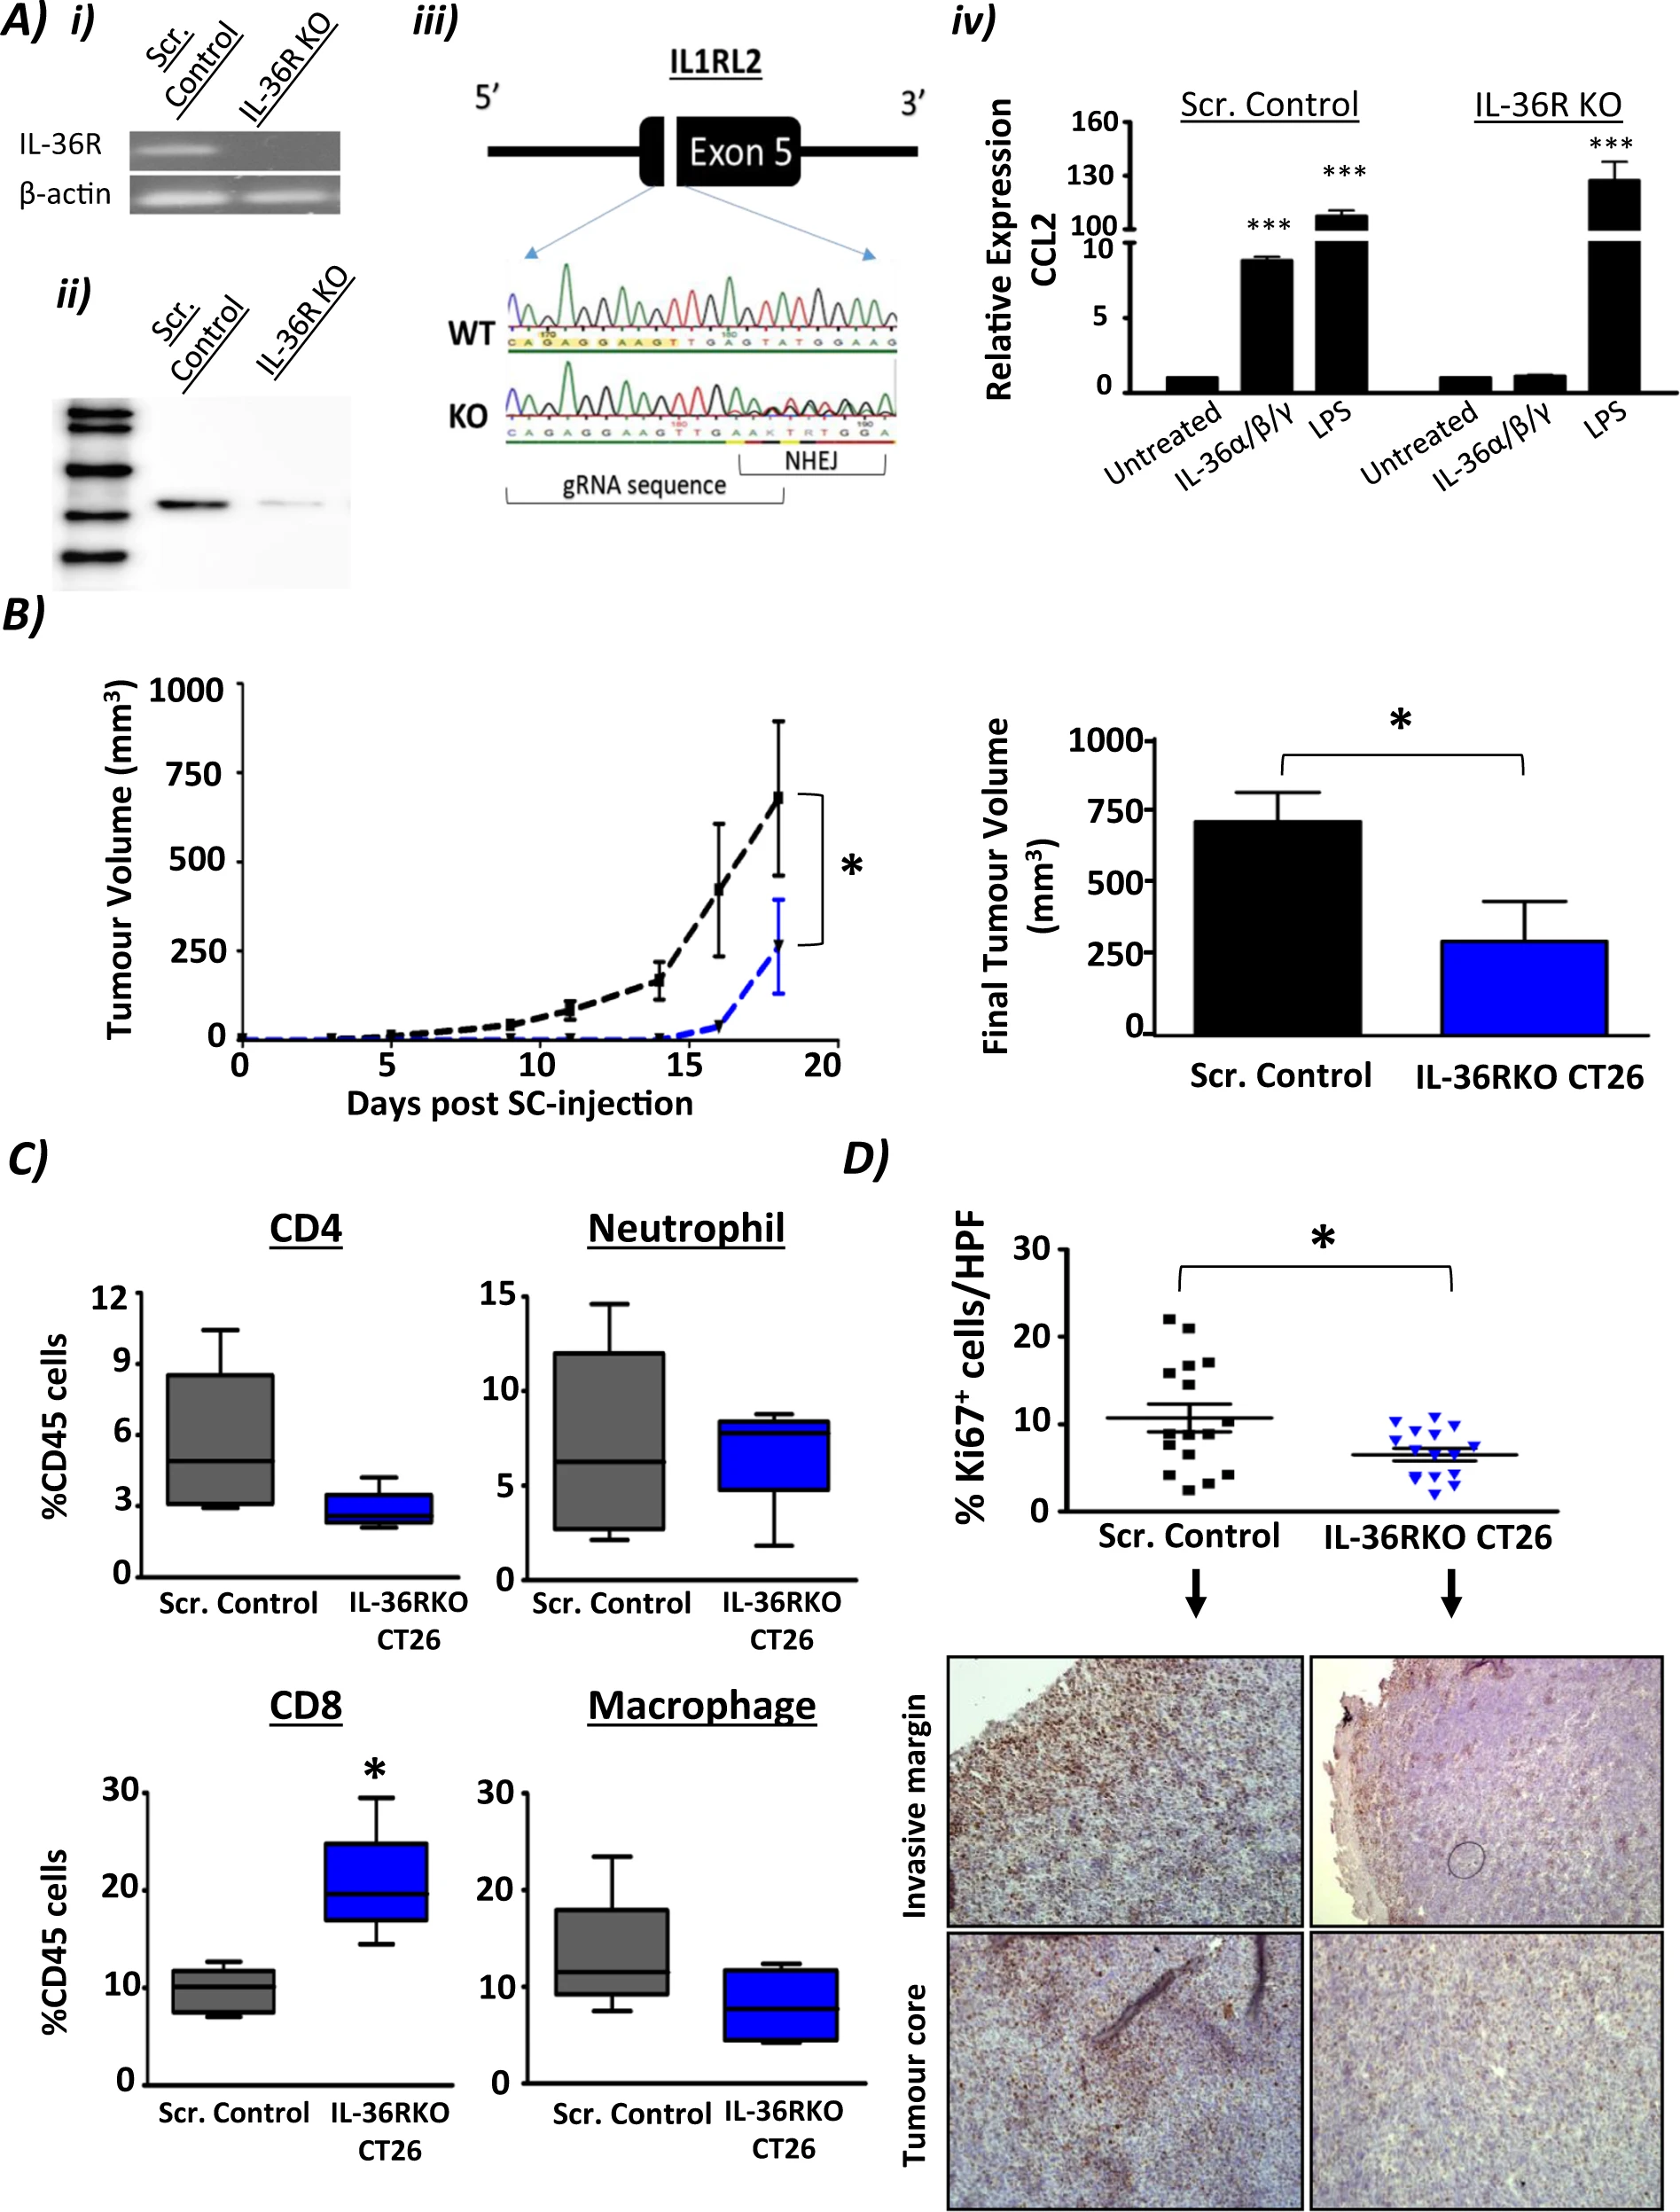 A) i)
Scr.
Control
IL-36R KO
IL-36R
β-actin
ii)
Scr.
Control
IL-36R KO
iii)
IL1RL2
5’
3’
Exon 5
WT
170
180
C A G A G G A A G T T G A G T A T G G A A G
KO
180
190
C A G A G G A A G T T G A A K T R T G G A
NHEJ
gRNA sequence
iv)
Scr. Control
IL-36R KO
Relative Expression
CCL2
160
130
100
10
5
0
***
***
***
Untreated
IL-36α/β/γ
LPS
Untreated
IL-36α/β/γ
LPS
B)
Tumour Volume (mm³)
1000
750
500
250
0
*
0
5
10
15
20
Days post SC-injection
Final Tumour Volume
(mm³)
1000
750
500
250
0
*
Scr. Control
IL-36RKO CT26
C)
CD4
%CD45 cells
12
9
6
3
0
Scr. Control
IL-36RKO
CT26
Neutrophil
15
10
5
0
Scr. Control
IL-36RKO
CT26
CD8
%CD45 cells
30
20
10
0
*
Scr. Control
IL-36RKO
CT26
Macrophage
30
20
10
0
Scr. Control
IL-36RKO
CT26
D)
% Ki67⁺ cells/HPF
30
20
10
0
*
Scr. Control
IL-36RKO CT26
Invasive margin
Tumour core